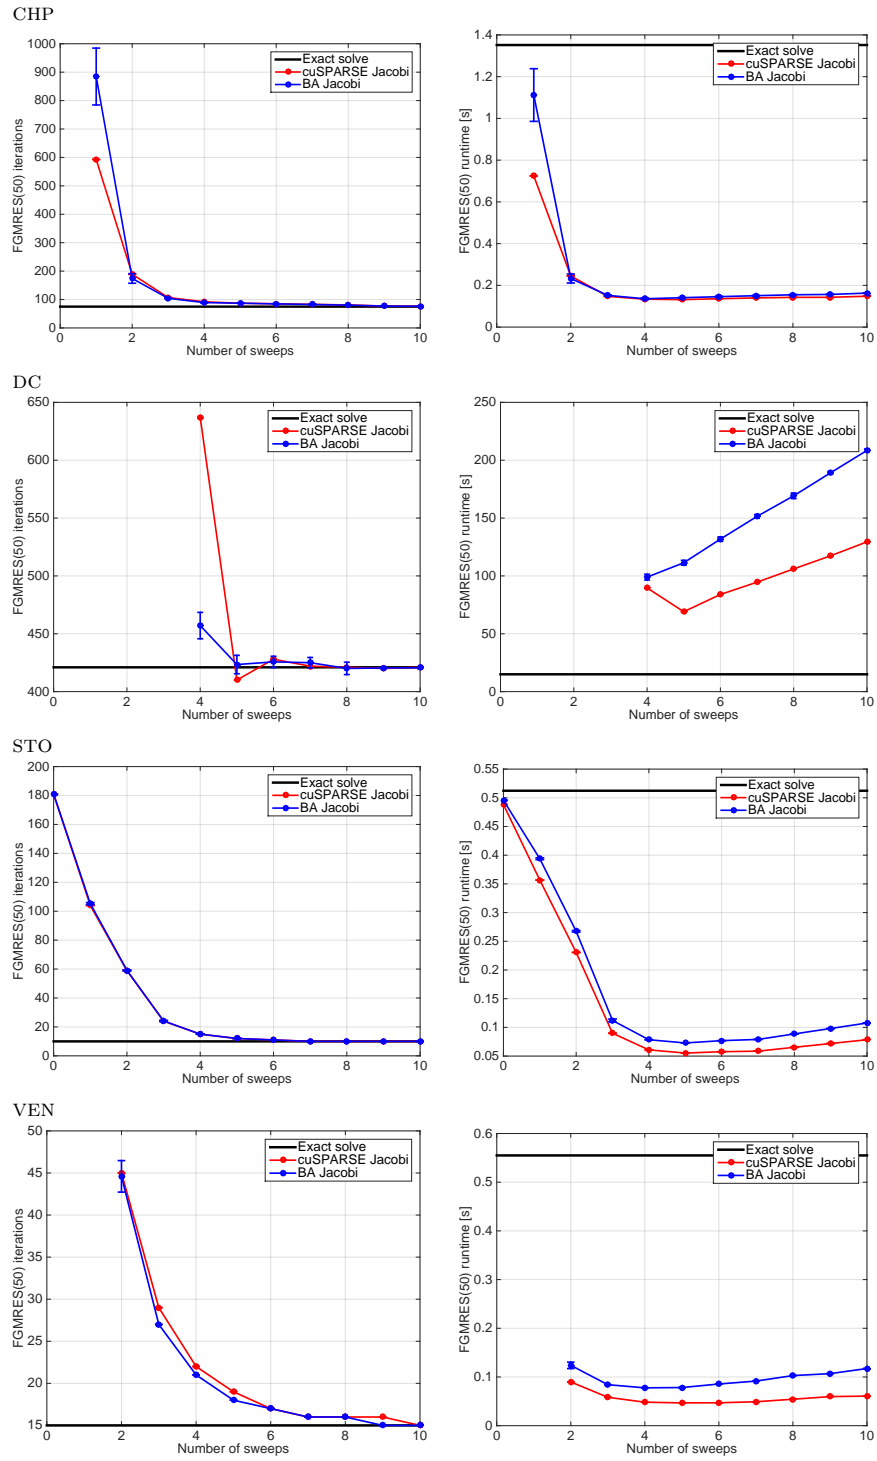 CHP
FGMRES(50) iterations
1000
900
800
700
600
500
400
300
200
100
0
0 2 4 6 8 10
Number of sweeps
Exact solve
cuSPARSE Jacobi
BA Jacobi
FGMRES(50) runtime [s]
1.4
1.2
1
0.8
0.6
0.4
0.2
0
0 2 4 6 8 10
Number of sweeps
Exact solve
cuSPARSE Jacobi
BA Jacobi
DC
FGMRES(50) iterations
650
600
550
500
450
400
0 2 4 6 8 10
Number of sweeps
Exact solve
cuSPARSE Jacobi
BA Jacobi
FGMRES(50) runtime [s]
250
200
150
100
50
0
0 2 4 6 8 10
Number of sweeps
Exact solve
cuSPARSE Jacobi
BA Jacobi
STO
FGMRES(50) iterations
200
180
160
140
120
100
80
60
40
20
0
0 2 4 6 8 10
Number of sweeps
Exact solve
cuSPARSE Jacobi
BA Jacobi
FGMRES(50) runtime [s]
0.55
0.5
0.45
0.4
0.35
0.3
0.25
0.2
0.15
0.1
0.05
0 2 4 6 8 10
Number of sweeps
Exact solve
cuSPARSE Jacobi
BA Jacobi
VEN
FGMRES(50) iterations
50
45
40
35
30
25
20
15
0 2 4 6 8 10
Number of sweeps
Exact solve
cuSPARSE Jacobi
BA Jacobi
FGMRES(50) runtime [s]
0.6
0.5
0.4
0.3
0.2
0.1
0
0 2 4 6 8 10
Number of sweeps
Exact solve
cuSPARSE Jacobi
BA Jacobi